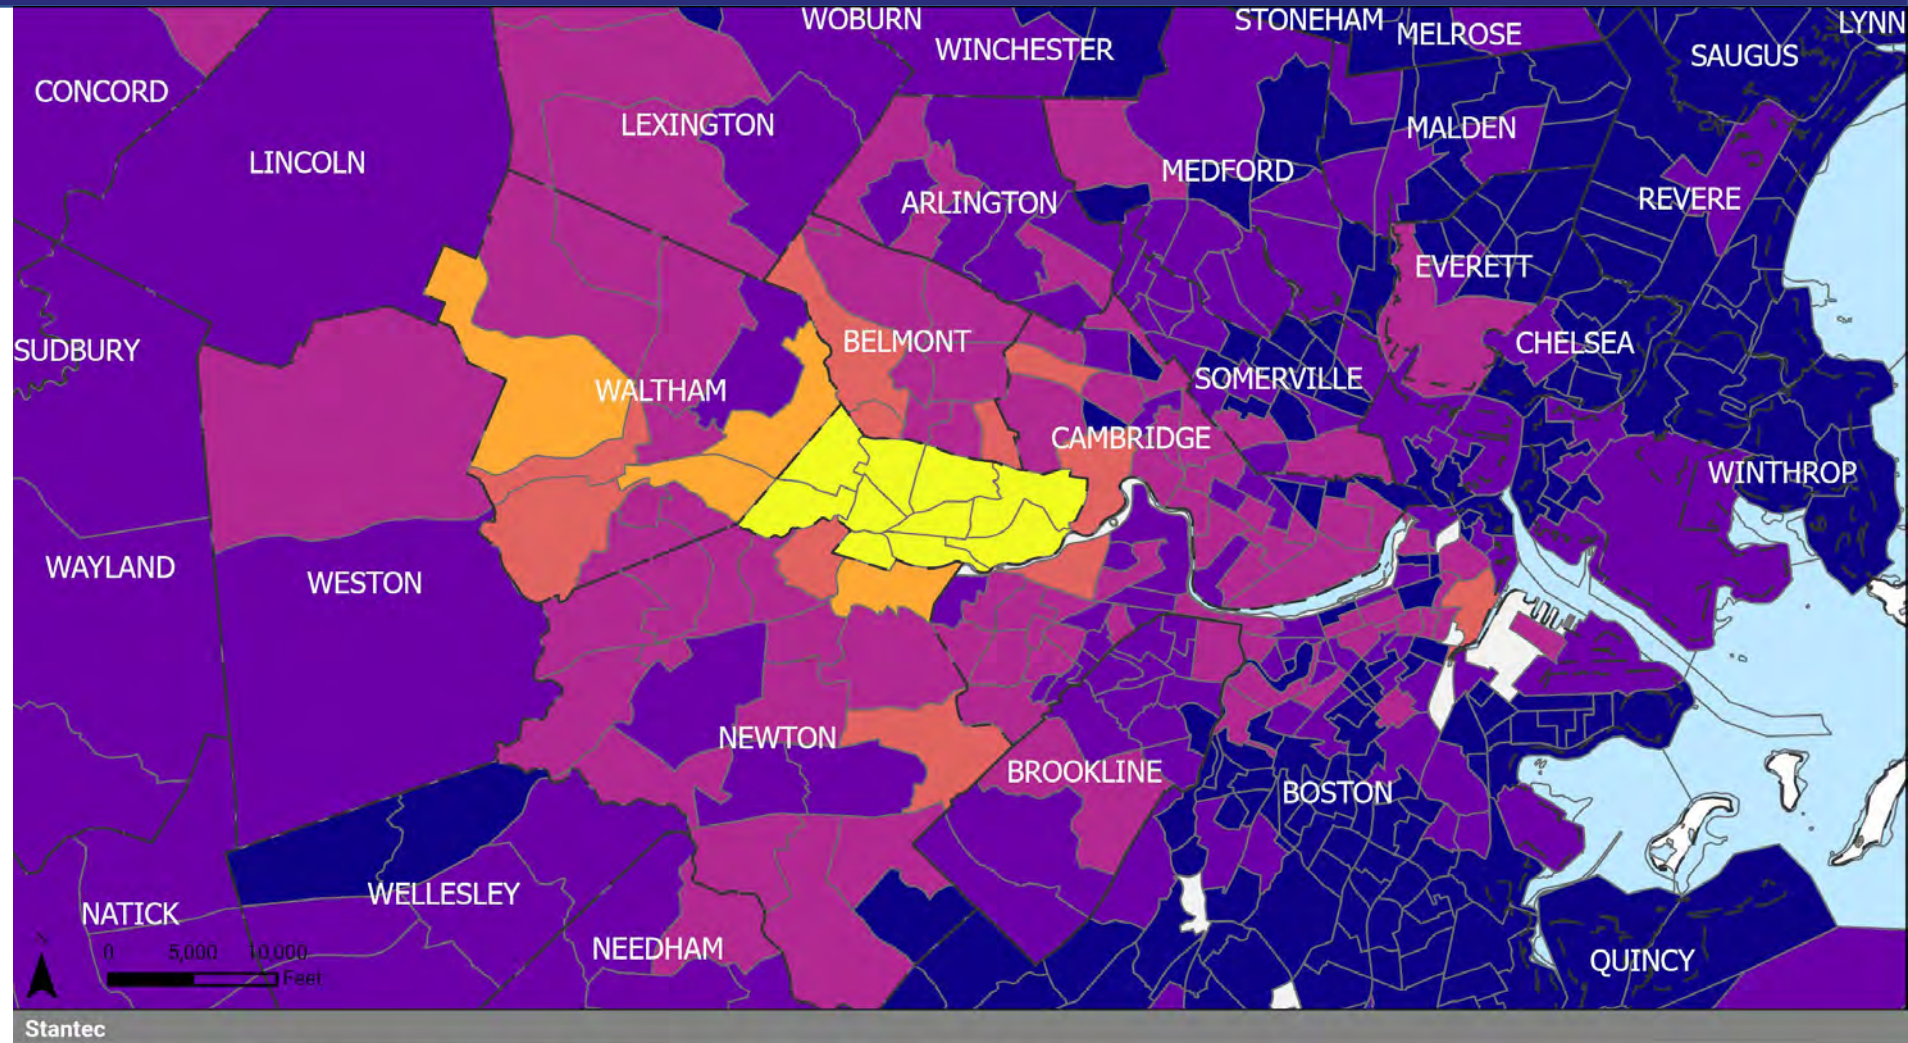 WOBURN
STONEHAM
LYNN
WINCHESTER
MELROSE
SAUGUS
CONCORD
LEXINGTON
MALDEN
LINCOLN
MEDFORD
ARLINGTON
REVERE
EVERETT
SUDBURY
BELMONT
CHELSEA
WALTHAM
SOMERVILLE
CAMBRIDGE
WINTHROP
WAYLAND
WESTON
NEWTON
BROOKLINE
BOSTON
WELLESLEY
NATICK
NEEDHAM
QUINCY
N
0 5,000 10,000
Feet
Stantec